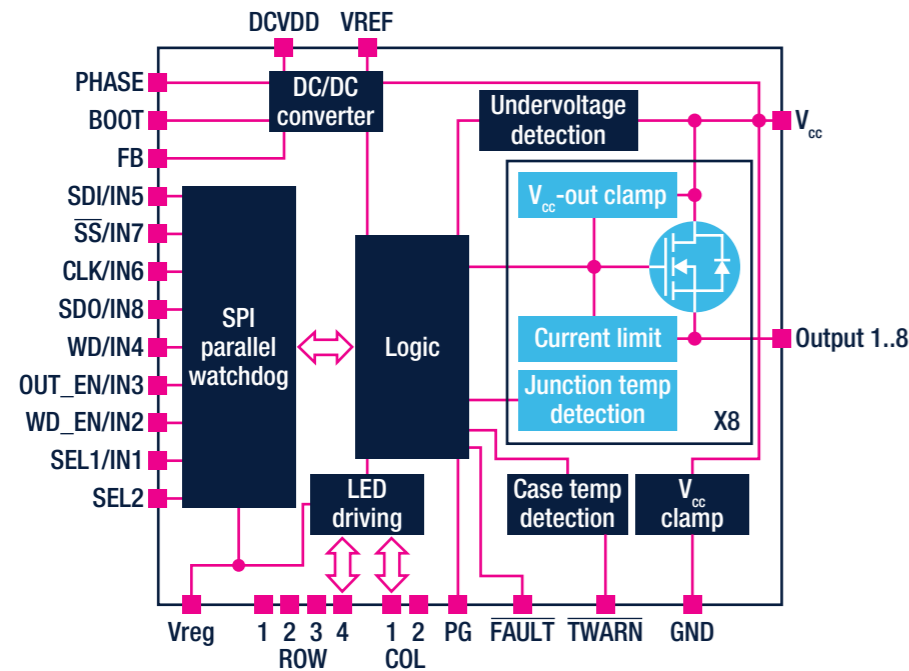 DCVDD VREF
PHASE
BOOT
FB
SDI/IN5
S̅S̅/IN7
CLK/IN6
SDO/IN8
WD/IN4
OUT_EN/IN3
WD_EN/IN2
SEL1/IN1
SEL2
DC/DC
converter
Undervoltage
detection
Vcc
Vcc-out clamp
Current limit
Junction temp
detection
X8
Output 1..8
SPI
parallel
watchdog
Logic
LED
driving
Case temp
detection
Vcc
clamp
Vreg 1 2 3 4 1 2 PG F̅A̅U̅L̅T̅ T̅W̅A̅R̅N̅ GND
ROW COL